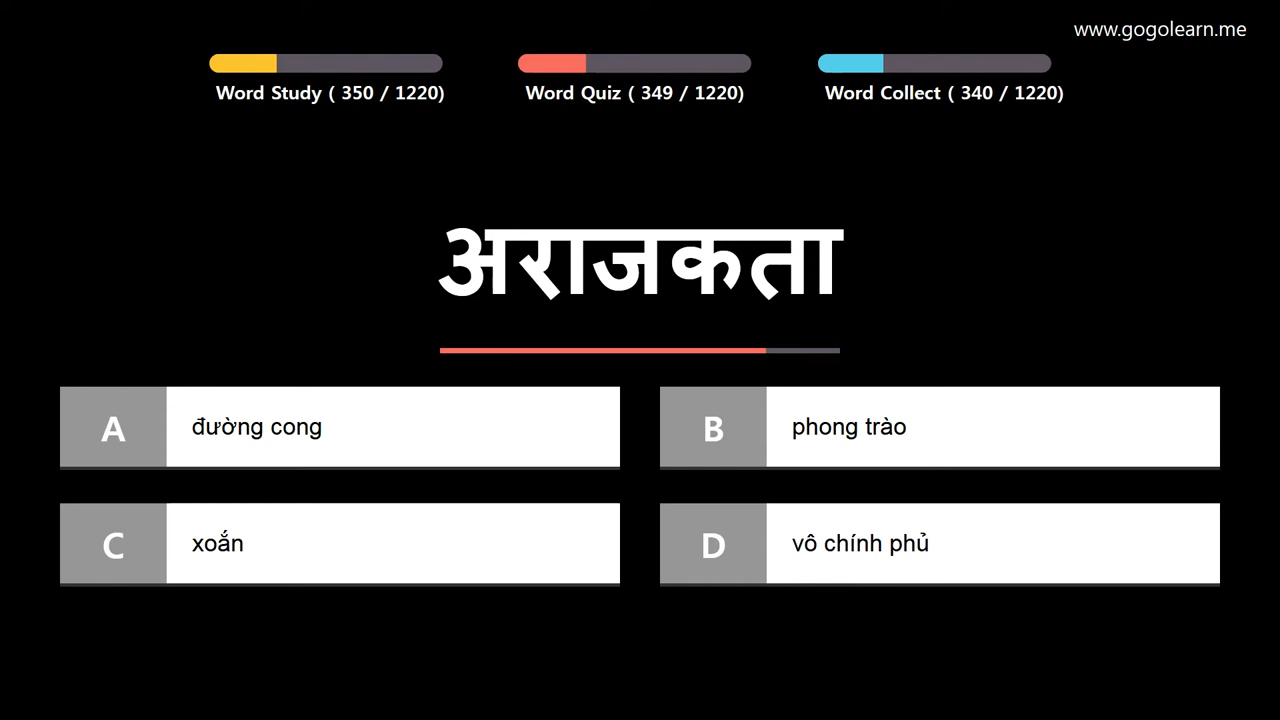 www.gogolearn.me
Word Study ( 350 / 1220)
Word Quiz ( 349 / 1220)
Word Collect ( 340 / 1220)
अराजकता
A đường cong
B phong trào
C xoắn
D vô chính phủ